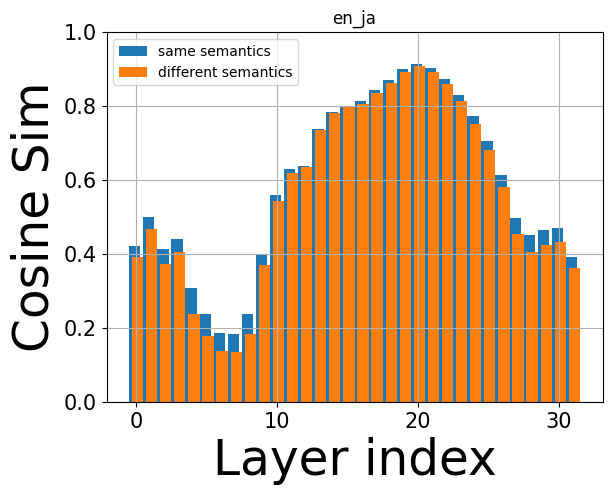 en_ja
same semantics
different semantics
1.0
0.8
0.6
0.4
0.2
0.0
Cosine Sim
0 10 20 30
Layer index